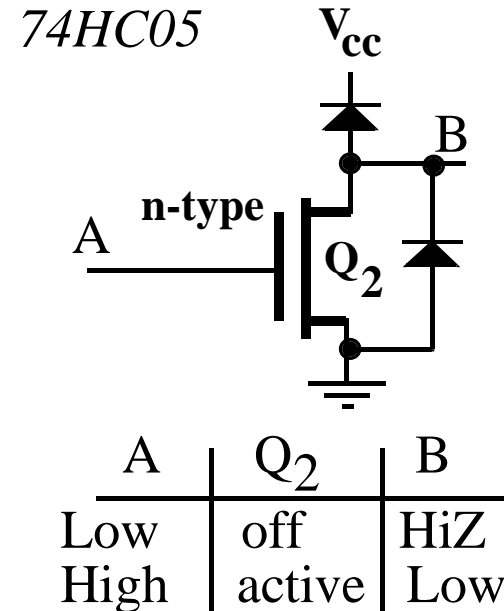 74HC05
Vcc
B
n-type
A
Q2
A Q2 B
Low off HiZ
High active Low